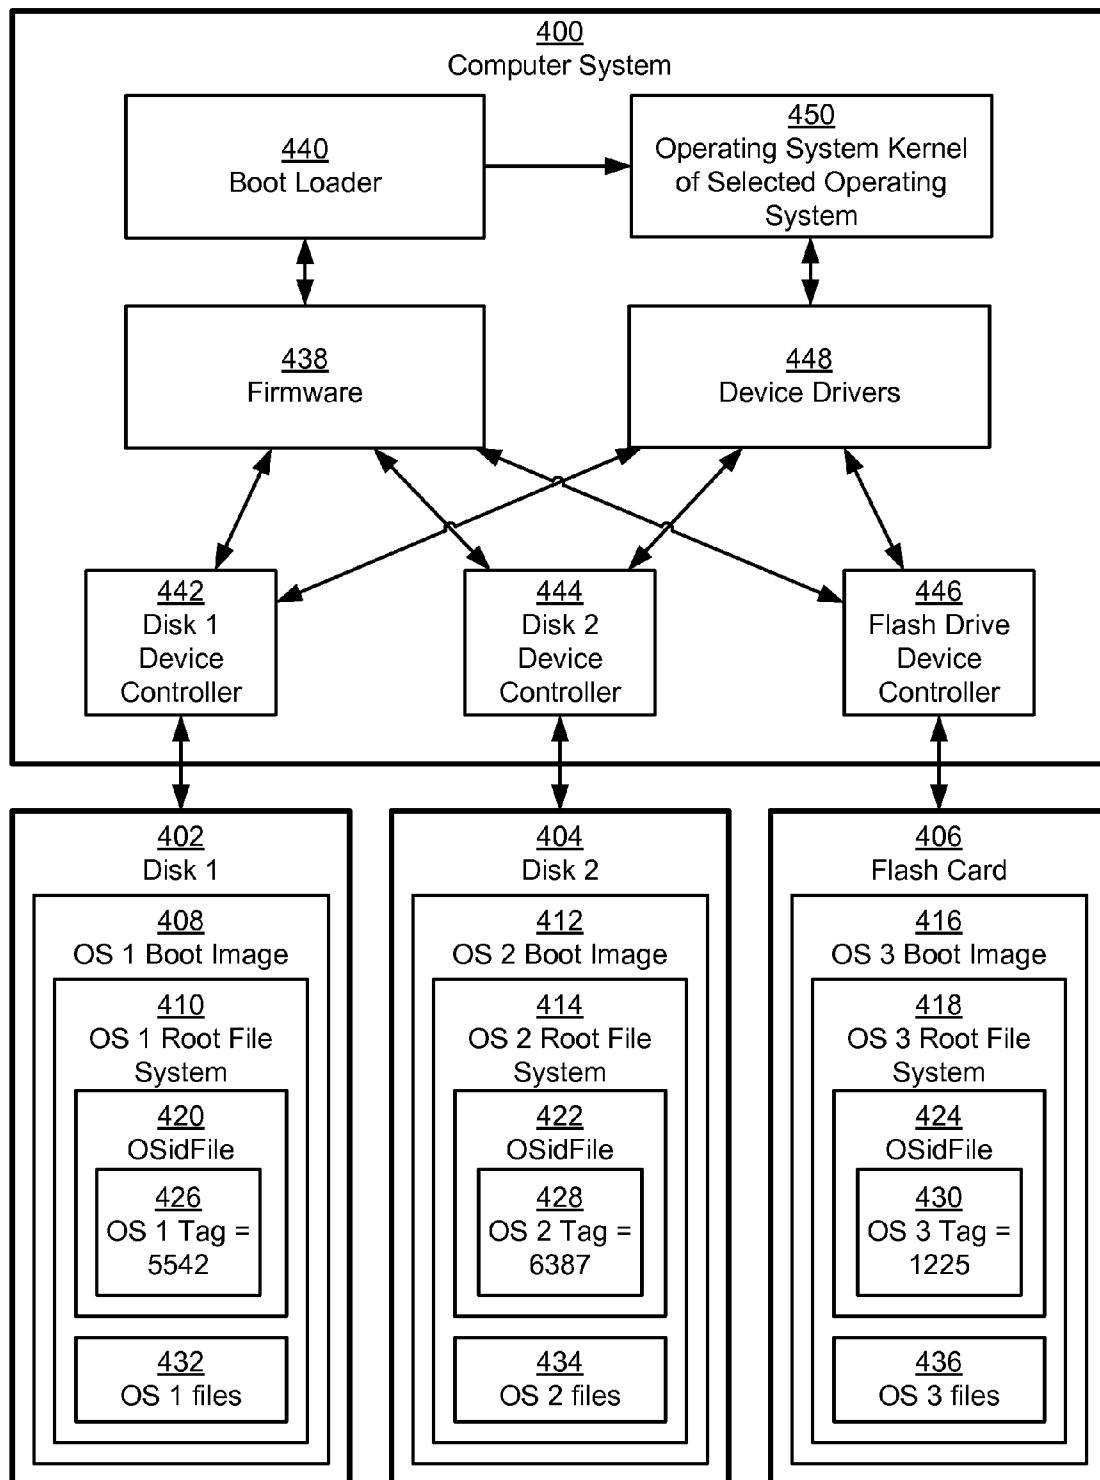 400
Computer System
440
Boot Loader
450
Operating System Kernel
of Selected Operating
System
438
Firmware
448
Device Drivers
442
Disk 1
Device
Controller
444
Disk 2
Device
Controller
446
Flash Drive
Device
Controller
402
Disk 1
408
OS 1 Boot Image
410
OS 1 Root File
System
420
OSidFile
426
OS 1 Tag =
5542
432
OS 1 files
404
Disk 2
412
OS 2 Boot Image
414
OS 2 Root File
System
422
OSidFile
428
OS 2 Tag =
6387
434
OS 2 files
406
Flash Card
416
OS 3 Boot Image
418
OS 3 Root File
System
424
OSidFile
430
OS 3 Tag =
1225
436
OS 3 files